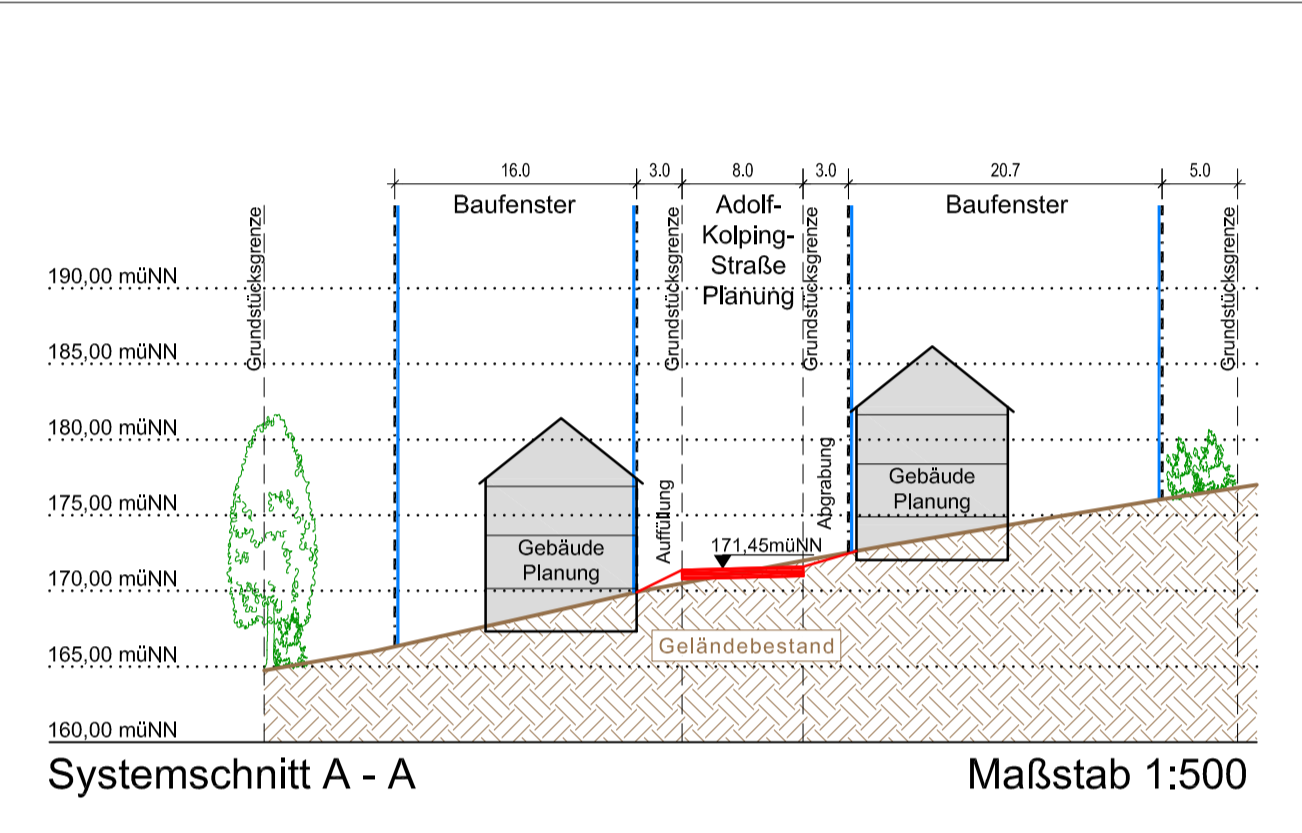 16.0 3.0 8.0 3.0 20.7 5.0
Baufenster
Adolf-
Kolping-
Straße
Planung
Baufenster
Grundstücksgrenze
Grundstücksgrenze
Grundstücksgrenze
Grundstücksgrenze
190,00 müNN
185,00 müNN
180,00 müNN
175,00 müNN
170,00 müNN
165,00 müNN
160,00 müNN
Gebäude
Planung
Auffüllung
171,45müNN
Abgrabung
Gebäude
Planung
Geländebestand
Systemschnitt A - A
Maßstab 1:500